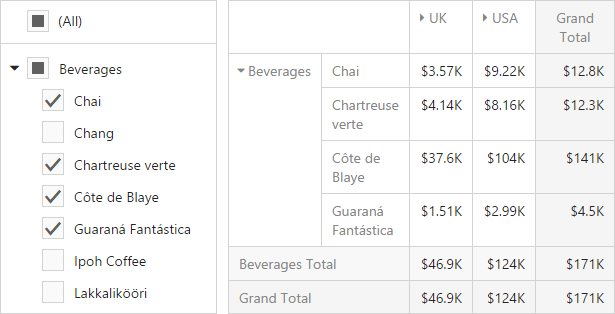 (All)
Beverages
Chai
Chang
Chartreuse verte
Côte de Blaye
Guaraná Fantástica
Ipoh Coffee
Lakkalikööri
UK USA Grand
Total
Beverages Chai $3.57K $9.22K $12.8K
Chartreuse
verte $4.14K $8.16K $12.3K
Côte de
Blaye $37.6K $104K $141K
Guaraná
Fantástica $1.51K $2.99K $4.5K
Beverages Total $46.9K $124K $171K
Grand Total $46.9K $124K $171K